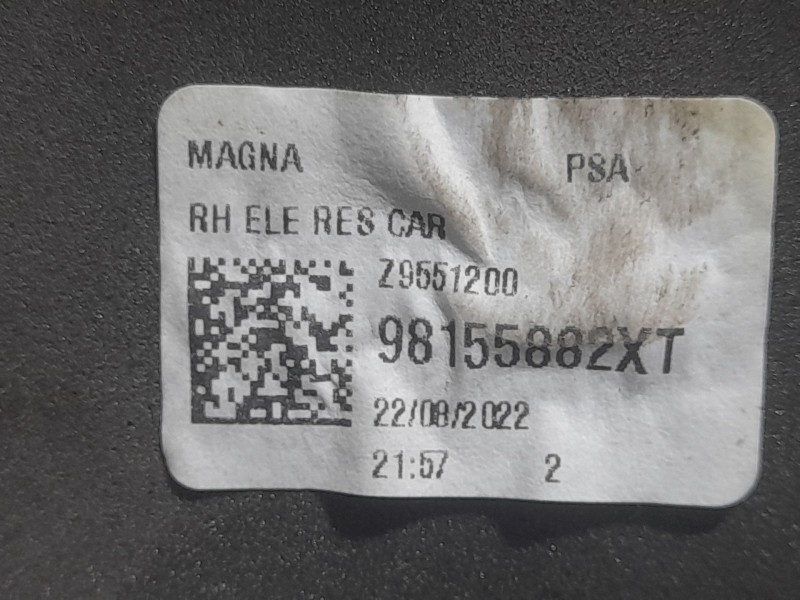 MAGNA PSA
RH ELE RES CAR
Z9551200
98155882XT
22/08/2022
21:57 2